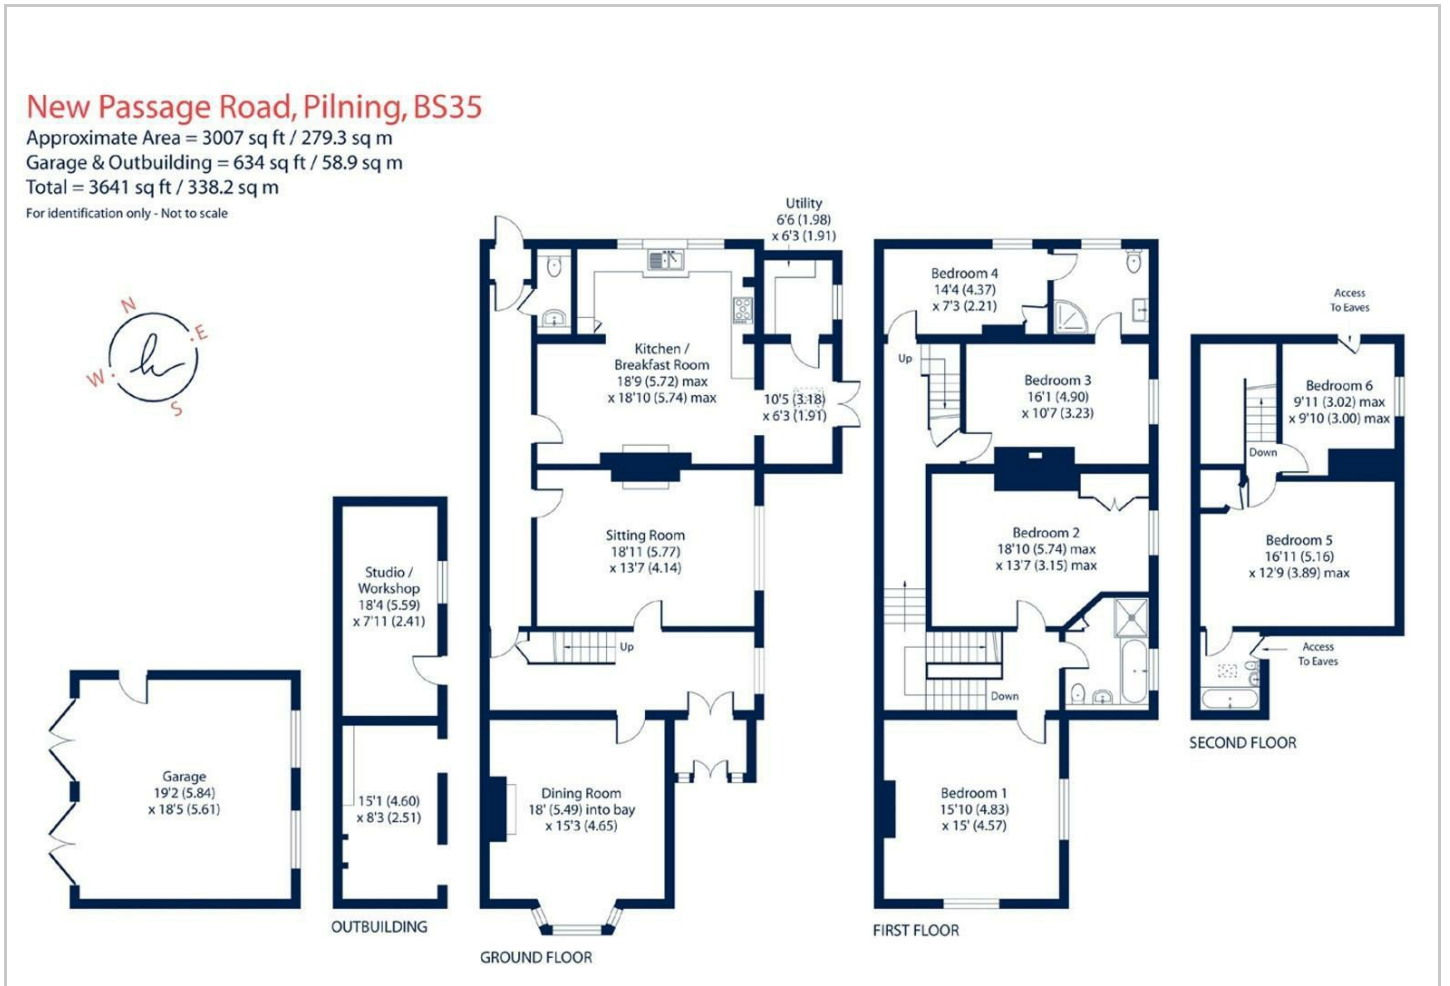 New Passage Road, Pilning, BS35
Approximate Area = 3007 sq ft / 279.3 sq m
Garage & Outbuilding = 634 sq ft / 58.9 sq m
Total = 3641 sq ft / 338.2 sq m
For identification only - Not to scale
N
E
W
S
Garage
19'2 (5.84)
x 18'5 (5.61)
Studio /
Workshop
18'4 (5.59)
x 7'11 (2.41)
15'1 (4.60)
x 8'3 (2.51)
OUTBUILDING
Utility
6'6 (1.98)
x 6'3 (1.91)
Kitchen /
Breakfast Room
18'9 (5.72) max
x 18'10 (5.74) max
10'5 (3.18)
x 6'3 (1.91)
Sitting Room
18'11 (5.77)
x 13'7 (4.14)
Up
Dining Room
18' (5.49) into bay
x 15'3 (4.65)
GROUND FLOOR
Bedroom 4
14'4 (4.37)
x 7'3 (2.21)
Up
Bedroom 3
16'1 (4.90)
x 10'7 (3.23)
Bedroom 2
18'10 (5.74) max
x 13'7 (3.15) max
Down
Bedroom 1
15'10 (4.83)
x 15' (4.57)
FIRST FLOOR
Access
To Eaves
Bedroom 6
9'11 (3.02) max
x 9'10 (3.00) max
Down
Bedroom 5
16'11 (5.16)
x 12'9 (3.89) max
Access
To Eaves
SECOND FLOOR